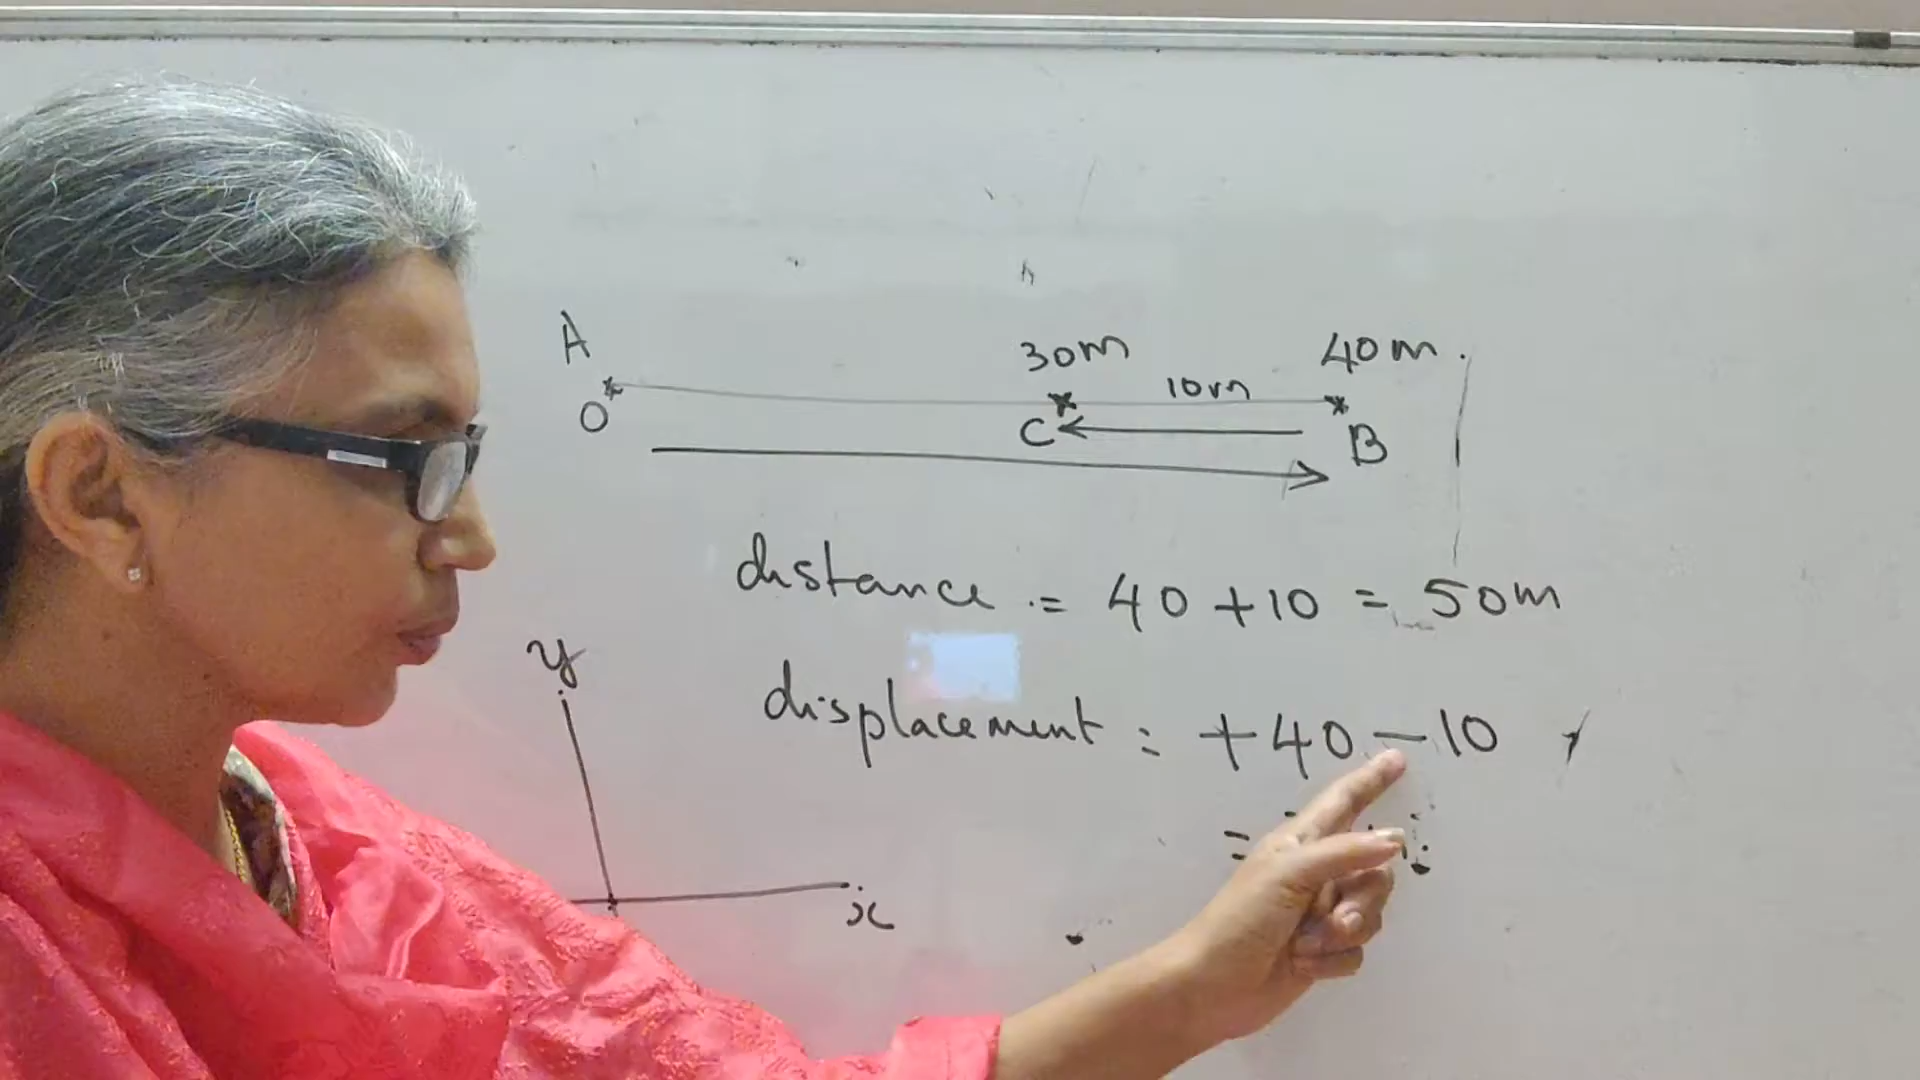 A 30m 40m.
10m
O C B
distance = 40 + 10 = 50m
y
displacement = +40 - 10
=
x